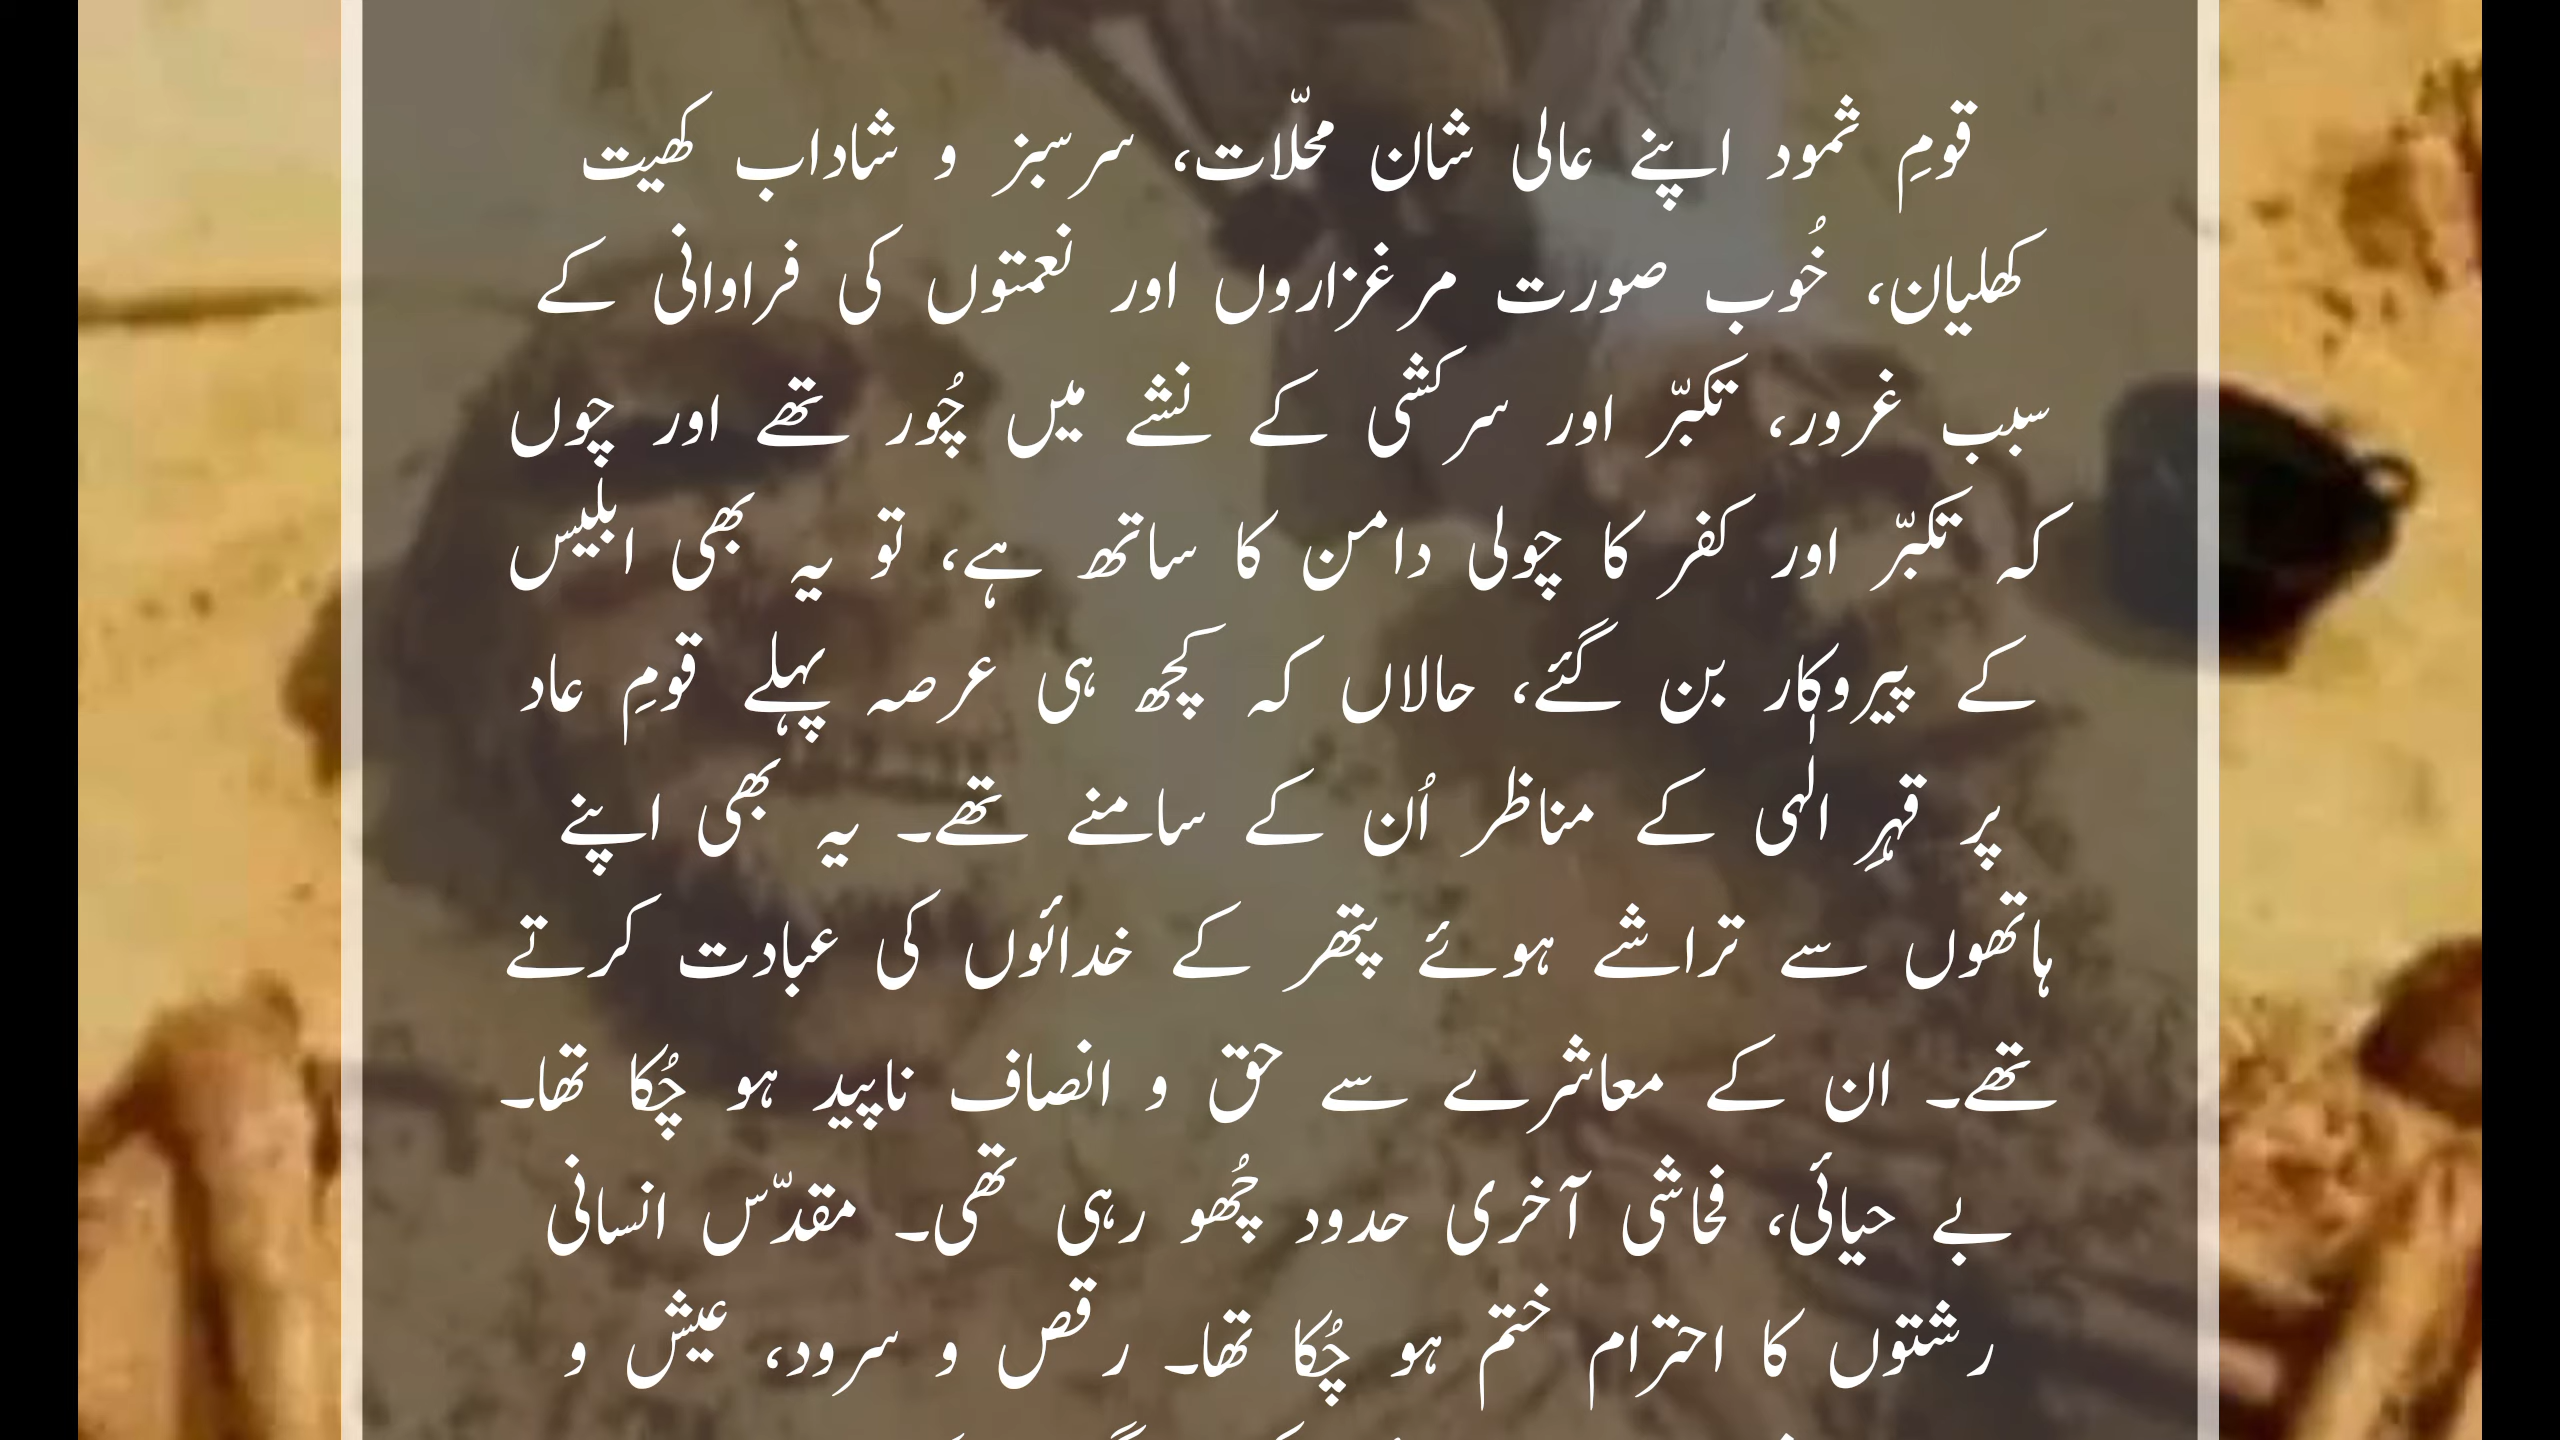 قومِ ثمود اپنے عالی شان محلّات، سرسبز و شاداب کھیت
کھلیان، خُوب صورت مرغزاروں اور نعمتوں کی فراوانی کے
سبب غرور، تکبّر اور سرکشی کے نشے میں چُور تھے اور چوں
کہ تکبّر اور کفر کا چولی دامن کا ساتھ ہے، تو یہ بھی ابلیس
کے پیروکار بن گئے، حالاں کہ کچھ ہی عرصہ پہلے قومِ عاد
پر قہرِ الٰہی کے مناظر اُن کے سامنے تھے۔ یہ بھی اپنے
ہاتھوں سے تراشے ہوئے پتھر کے خدائوں کی عبادت کرتے
تھے۔ ان کے معاشرے سے حق و انصاف ناپید ہو چُکا تھا۔
بے حیائی، فحاشی آخری حدود چُھو رہی تھی۔ مقدّس انسانی
رشتوں کا احترام ختم ہو چُکا تھا۔ رقص و سرود، عیش و